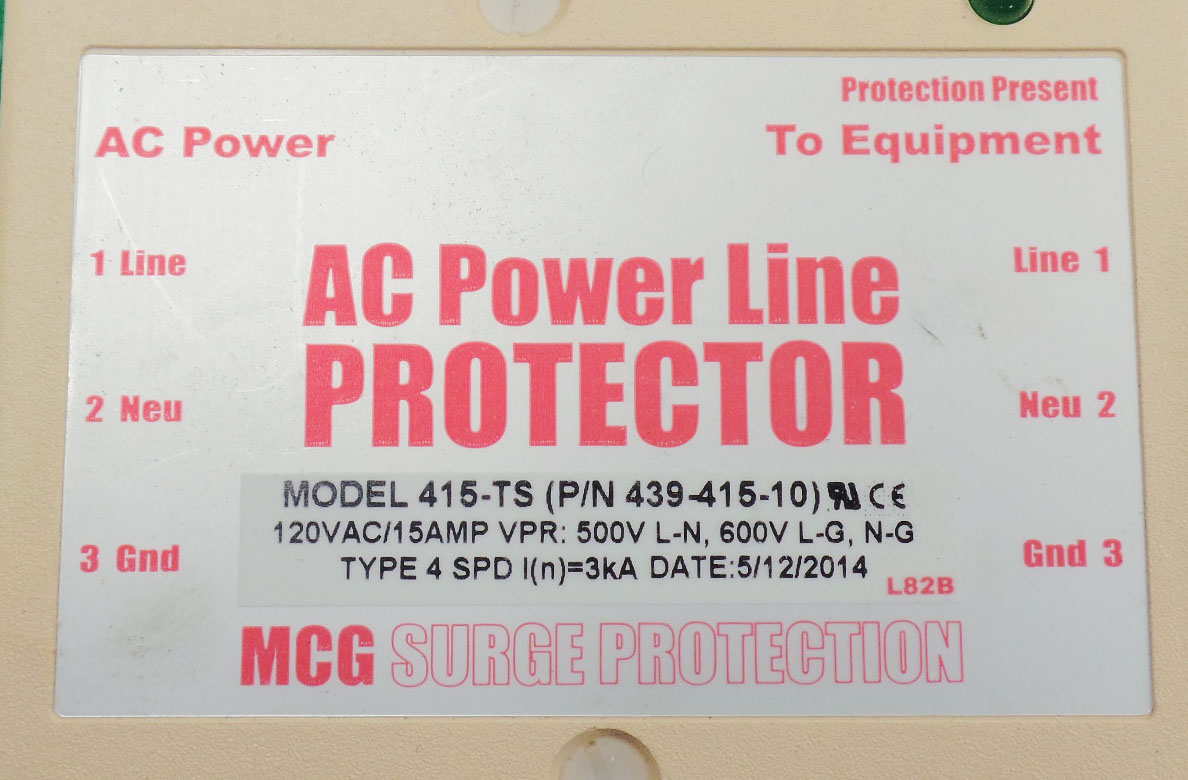 Protection Present
AC Power
To Equipment
1 Line
Line 1
AC Power Line
PROTECTOR
2 Neu
Neu 2
MODEL 415-TS (P/N 439-415-10) RU CE
120VAC/15AMP VPR: 500V L-N, 600V L-G, N-G
3 Gnd
Gnd 3
TYPE 4 SPD I(n)=3kA DATE:5/12/2014
L82B
MCG SURGE PROTECTION